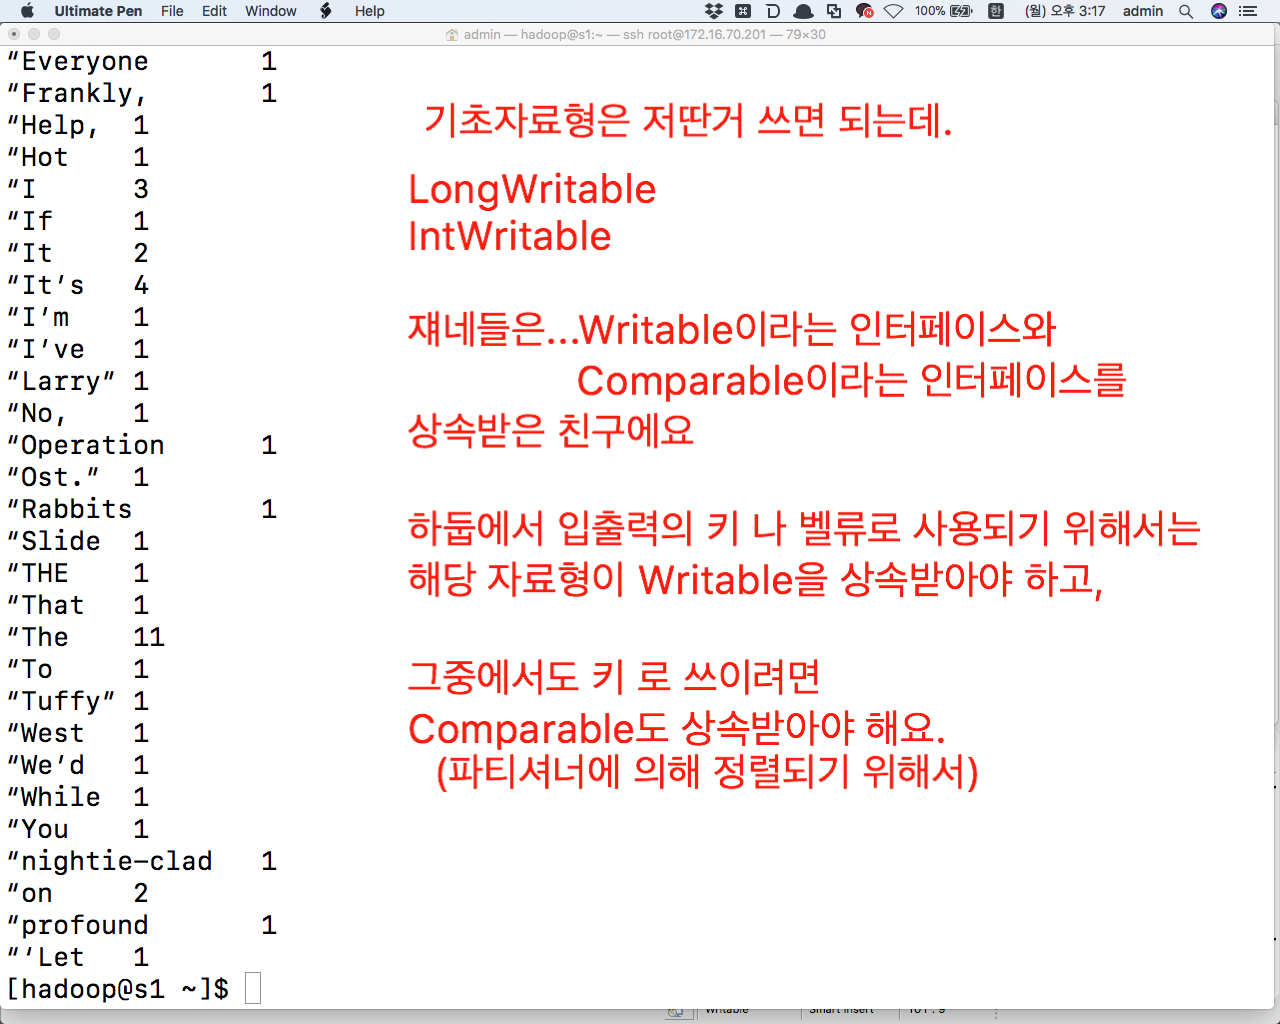 Ultimate Pen File Edit Window Help 100% 한 (월) 오후 3:17 admin
admin — hadoop@s1:~ — ssh root@172.16.70.201 — 79×30
“Everyone 1
“Frankly, 1
“Help, 1
“Hot 1
“I 3
“If 1
“It 2
“It’s 4
“I’m 1
“I’ve 1
“Larry” 1
“No, 1
“Operation 1
“Ost.” 1
“Rabbits 1
“Slide 1
“THE 1
“That 1
“The 11
“To 1
“Tuffy” 1
“West 1
“We’d 1
“While 1
“You 1
“nightie-clad 1
“on 2
“profound 1
“‘Let 1
[hadoop@s1 ~]$
기초자료형은 저딴거 쓰면 되는데.
LongWritable
IntWritable
쟤네들은...Writable이라는 인터페이스와
Comparable이라는 인터페이스를
상속받은 친구에요
하둡에서 입출력의 키 나 벨류로 사용되기 위해서는
해당 자료형이 Writable을 상속받아야 하고,
그중에서도 키 로 쓰이려면
Comparable도 상속받아야 해요.
(파티셔너에 의해 정렬되기 위해서)
Writable Smart Insert